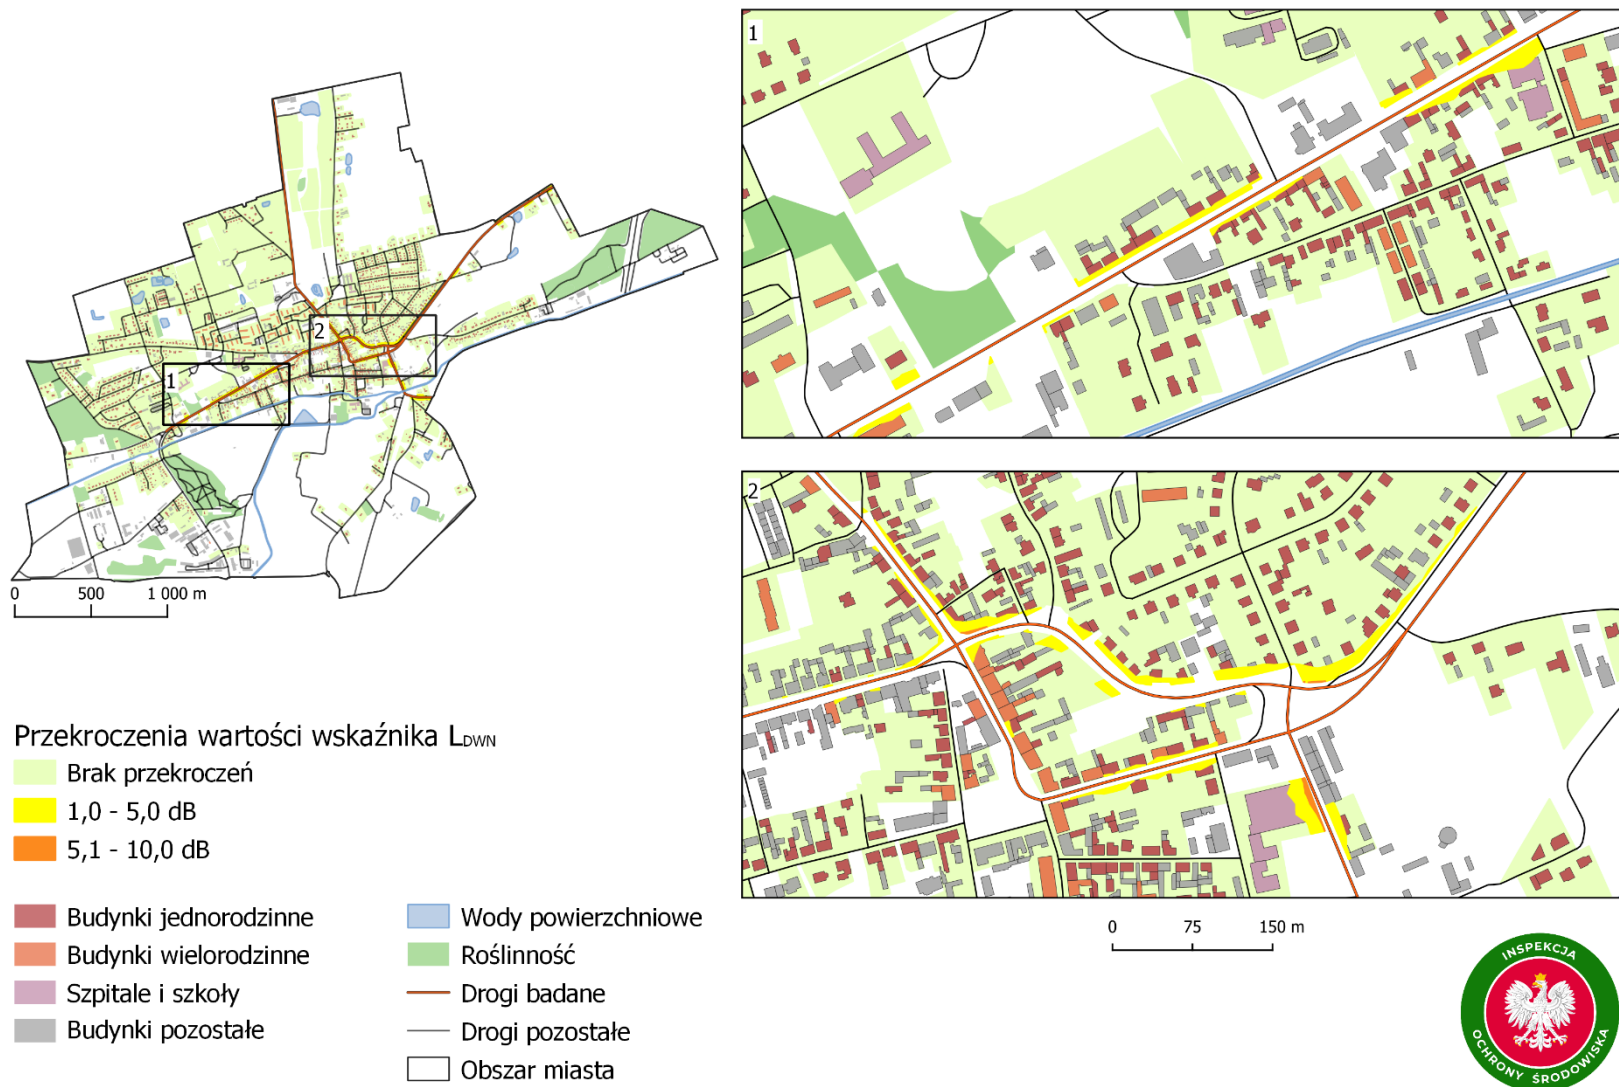 1
2
0 500 1 000 m
1
2
0 75 150 m
Przekroczenia wartości wskaźnika LDWN
Brak przekroczeń
1,0 - 5,0 dB
5,1 - 10,0 dB
Budynki jednorodzinne
Budynki wielorodzinne
Szpitale i szkoły
Budynki pozostałe
Wody powierzchniowe
Roślinność
Drogi badane
Drogi pozostałe
Obszar miasta
INSPEKCJA
OCHRONY ŚRODOWISKA